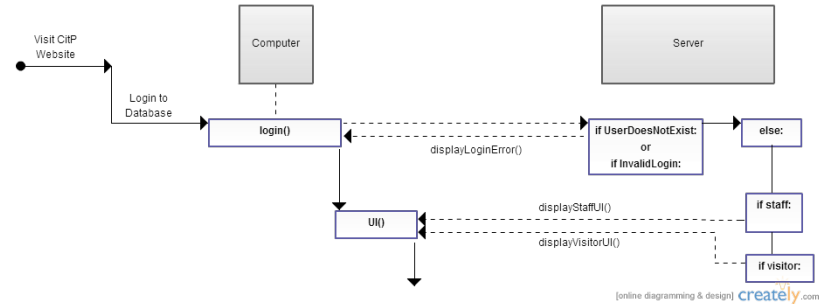 Visit CitP
Website
Computer
Server
Login to
Database
login()
if UserDoesNotExist:
or
if InvalidLogin:
else:
displayLoginError()
displayStaffUI()
if staff:
UI()
displayVisitorUI()
if visitor:
[online diagramming & design] creately.com